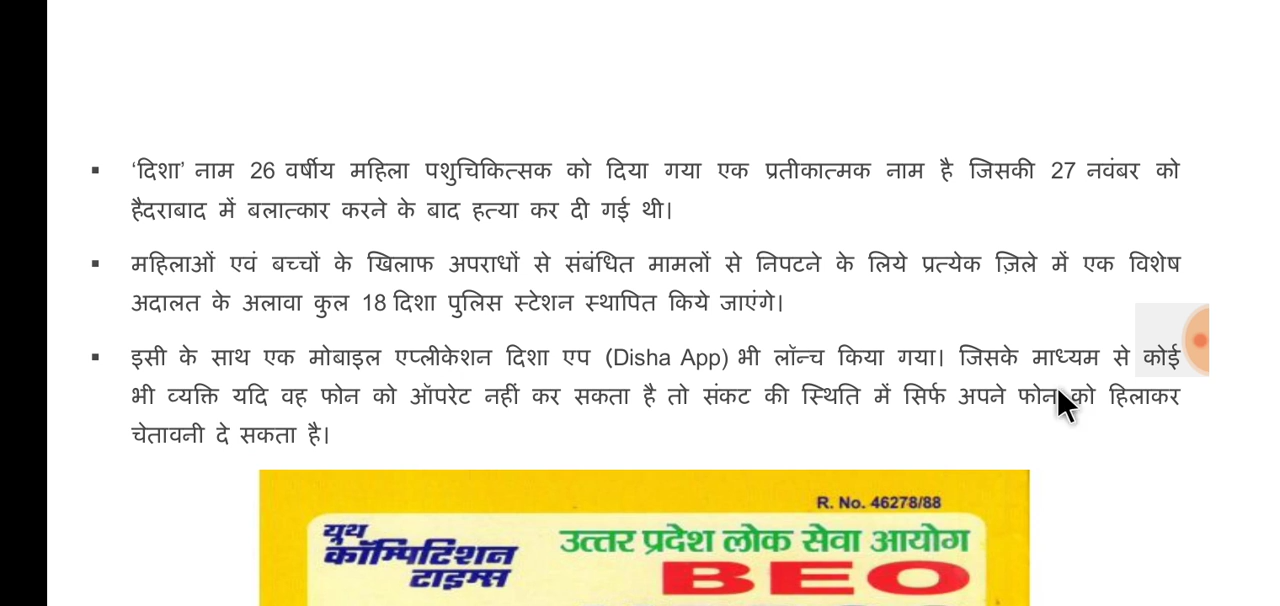 ▪ ‘दिशा’ नाम 26 वर्षीय महिला पशुचिकित्सक को दिया गया एक प्रतीकात्मक नाम है जिसकी 27 नवंबर को
हैदराबाद में बलात्कार करने के बाद हत्या कर दी गई थी।
▪ महिलाओं एवं बच्चों के खिलाफ अपराधों से संबंधित मामलों से निपटने के लिये प्रत्येक ज़िले में एक विशेष
अदालत के अलावा कुल 18 दिशा पुलिस स्टेशन स्थापित किये जाएंगे।
▪ इसी के साथ एक मोबाइल एप्लीकेशन दिशा एप (Disha App) भी लॉन्च किया गया। जिसके माध्यम से कोई
भी व्यक्ति यदि वह फोन को ऑपरेट नहीं कर सकता है तो संकट की स्थिति में सिर्फ अपने फोन को हिलाकर
चेतावनी दे सकता है।
R. No. 46278/88
यूथ
कॉम्पिटिशन
टाइम्स
उत्तर प्रदेश लोक सेवा आयोग
BEO